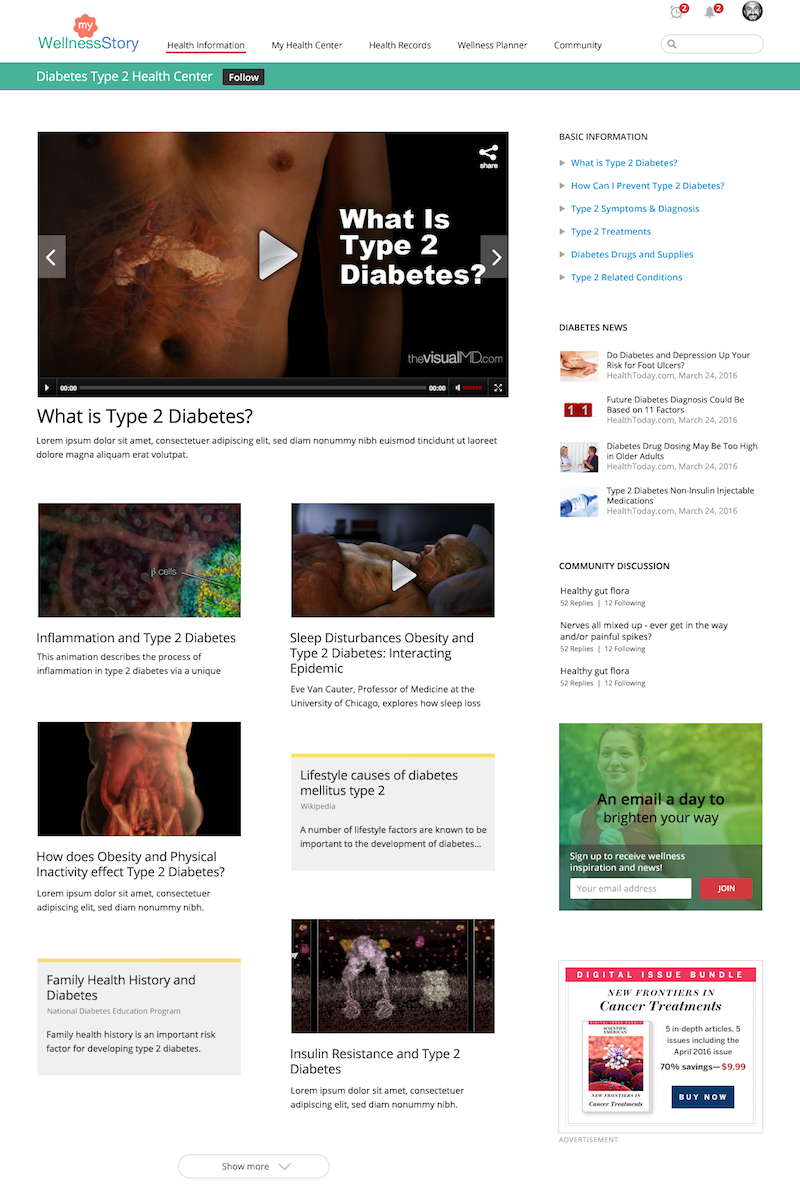 2
2
my
WellnessStory
Health Information
My Health Center
Health Records
Wellness Planner
Community
Diabetes Type 2 Health Center
Follow
share
What Is
Type 2
Diabetes?
theVisualMD.com
00:00
00:00
What is Type 2 Diabetes?
Lorem ipsum dolor sit amet, consectetuer adipiscing elit, sed diam nonummy nibh euismod tincidunt ut laoreet
dolore magna aliquam erat volutpat.
β cells
Inflammation and Type 2 Diabetes
This animation describes the process of
inflammation in type 2 diabetes via a unique
Sleep Disturbances Obesity and
Type 2 Diabetes: Interacting
Epidemic
Eve Van Cauter, Professor of Medicine at the
University of Chicago, explores how sleep loss
How does Obesity and Physical
Inactivity effect Type 2 Diabetes?
Lorem ipsum dolor sit amet, consectetuer
adipiscing elit, sed diam nonummy nibh.
Lifestyle causes of diabetes
mellitus type 2
Wikipedia
A number of lifestyle factors are known to be
important to the development of diabetes...
Family Health History and
Diabetes
National Diabetes Education Program
Family health history is an important risk
factor for developing type 2 diabetes.
Insulin Resistance and Type 2
Diabetes
Lorem ipsum dolor sit amet, consectetuer
adipiscing elit, sed diam nonummy nibh.
Show more
BASIC INFORMATION
What is Type 2 Diabetes?
How Can I Prevent Type 2 Diabetes?
Type 2 Symptoms & Diagnosis
Type 2 Treatments
Diabetes Drugs and Supplies
Type 2 Related Conditions
DIABETES NEWS
Do Diabetes and Depression Up Your
Risk for Foot Ulcers?
HealthToday.com, March 24, 2016
1 1
Future Diabetes Diagnosis Could Be
Based on 11 Factors
HealthToday.com, March 24, 2016
Diabetes Drug Dosing May Be Too High
in Older Adults
HealthToday.com, March 24, 2016
Type 2 Diabetes Non-Insulin Injectable
Medications
HealthToday.com, March 24, 2016
COMMUNITY DISCUSSION
Healthy gut flora
52 Replies | 12 Following
Nerves all mixed up - ever get in the way
and/or painful spikes?
52 Replies | 12 Following
Healthy gut flora
52 Replies | 12 Following
An email a day to
brighten your way
Sign up to receive wellness
inspiration and news!
Your email address
JOIN
DIGITAL ISSUE BUNDLE
NEW FRONTIERS IN
Cancer Treatments
DIGITAL ISSUE BUNDLE
SCIENTIFIC
AMERICAN
NEW FRONTIERS IN
Cancer Treatments
5 in-depth articles, 5
issues including the
April 2016 issue
70% savings— $9.99
BUY NOW
ADVERTISEMENT